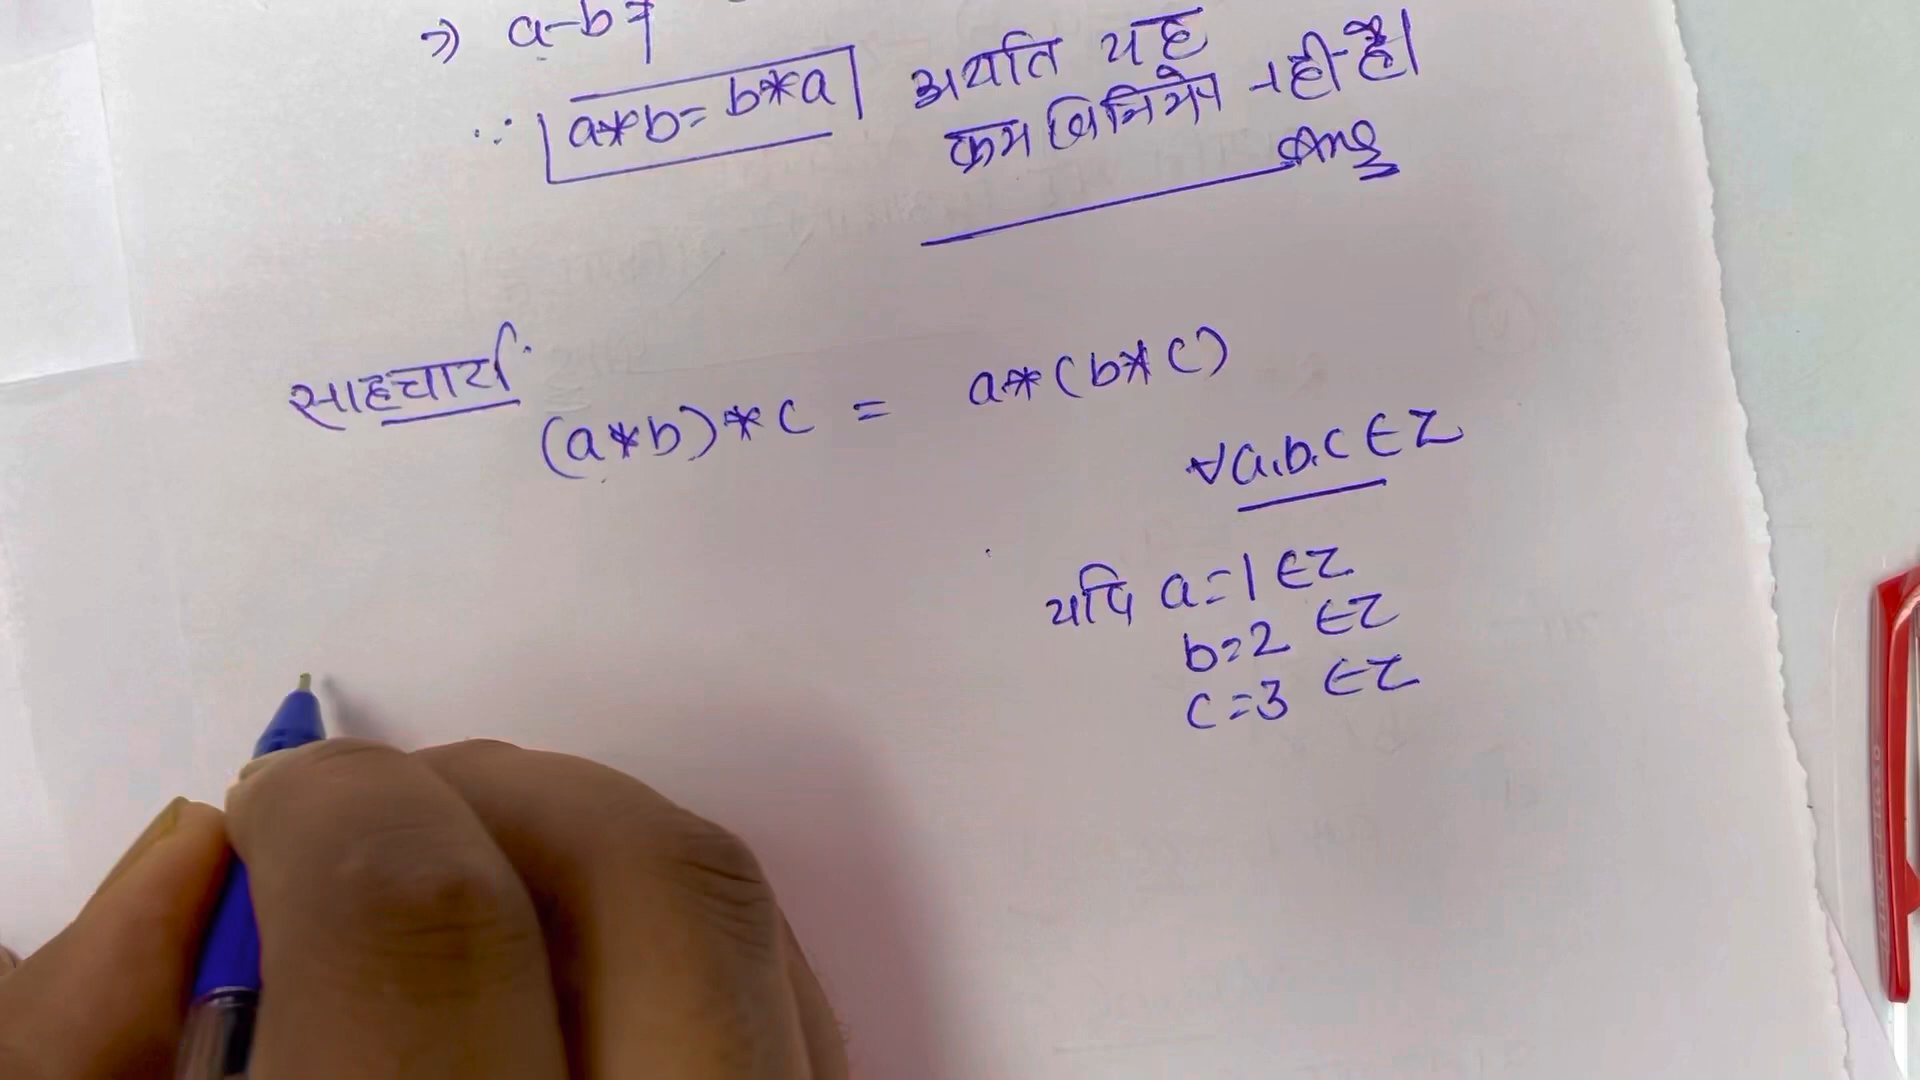 ⇒ a-b
∵ a*b = b*a अर्थात यह
क्रम विनिमेय नही है।
Ans
साहचार्य
(a*b)*c = a*(b*c)
∀a,b,c∈Z
यदि a=1∈Z
b=2 ∈Z
c=3 ∈Z